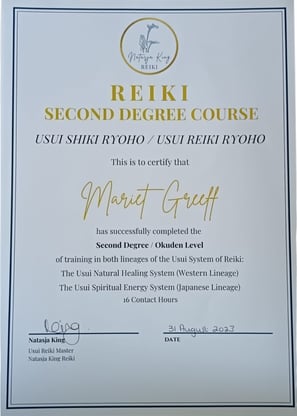 Natasja King
REIKI
REIKI
SECOND DEGREE COURSE
USUI SHIKI RYOHO / USUI REIKI RYOHO
This is to certify that
Mariet Greeff
has successfully completed the
Second Degree / Okuden Level
of training in both lineages of the Usui System of Reiki:
The Usui Natural Healing System (Western Lineage)
The Usui Spiritual Energy System (Japanese Lineage)
16 Contact Hours
31 August 2023
Natasja King
DATE
Usui Reiki Master
Natasja King Reiki